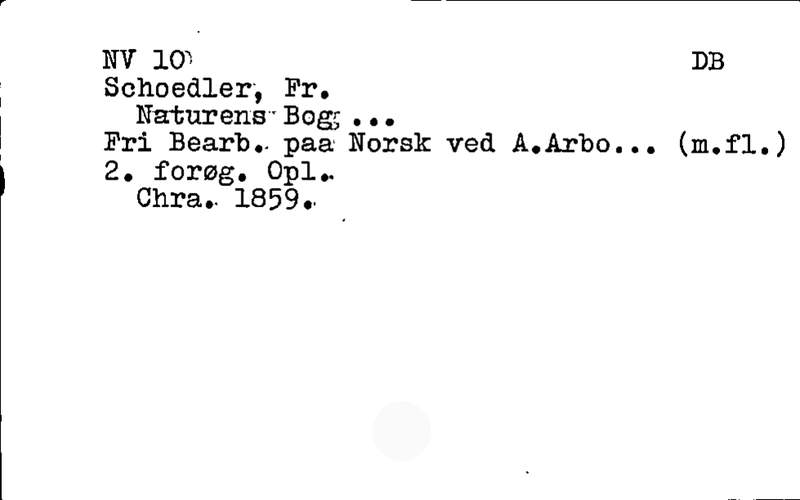 NV 10 DB
Schoedler, Fr.
Naturens Bog; ...
Fri Bearb. paa Norsk ved A.Arbo... (m.fl.)
2. forøg. Opl..
Chra. 1859.